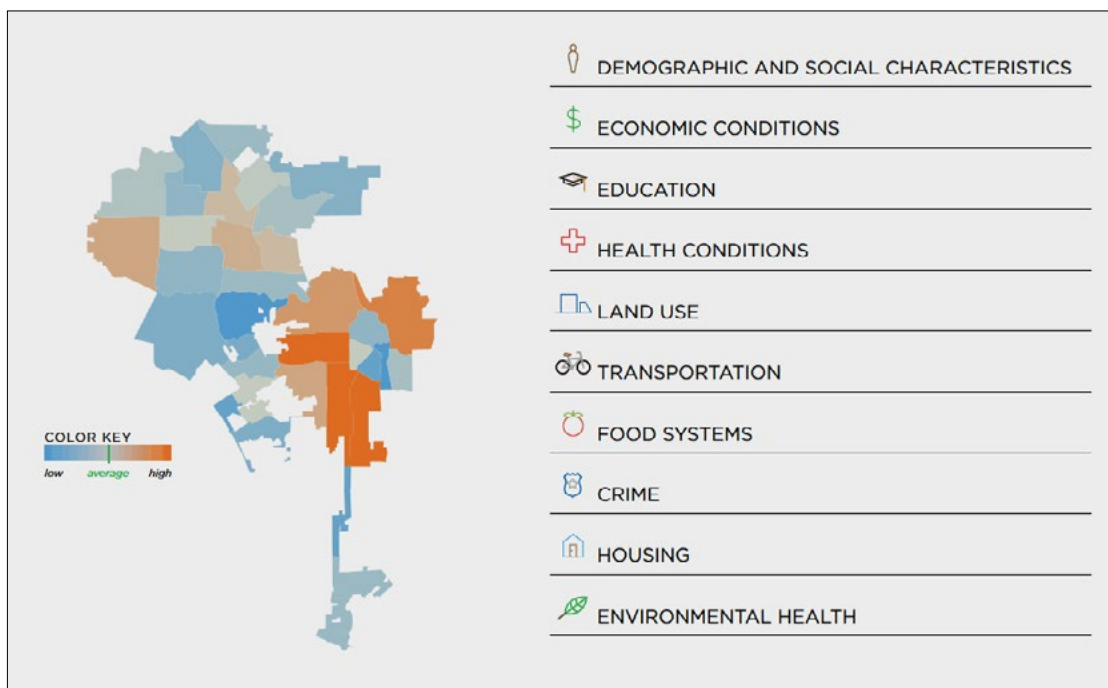 DEMOGRAPHIC AND SOCIAL CHARACTERISTICS
$ ECONOMIC CONDITIONS
EDUCATION
HEALTH CONDITIONS
LAND USE
TRANSPORTATION
FOOD SYSTEMS
CRIME
HOUSING
ENVIRONMENTAL HEALTH
COLOR KEY
low average high